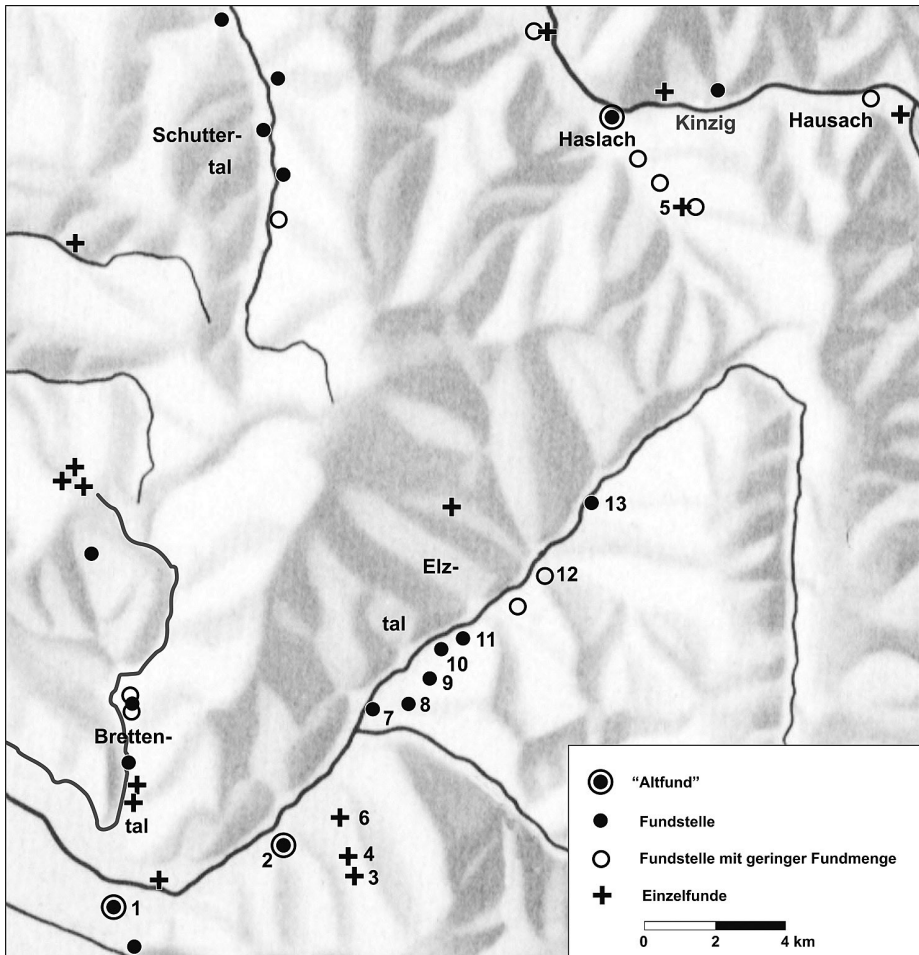 Schutter-
tal
Haslach
Kinzig
Hausach
5
13
Elz-
12
tal
11
10
9
8
7
Bretten-
tal
6
2
4
3
1
“Altfund”
Fundstelle
Fundstelle mit geringer Fundmenge
Einzelfunde
0 2 4 km